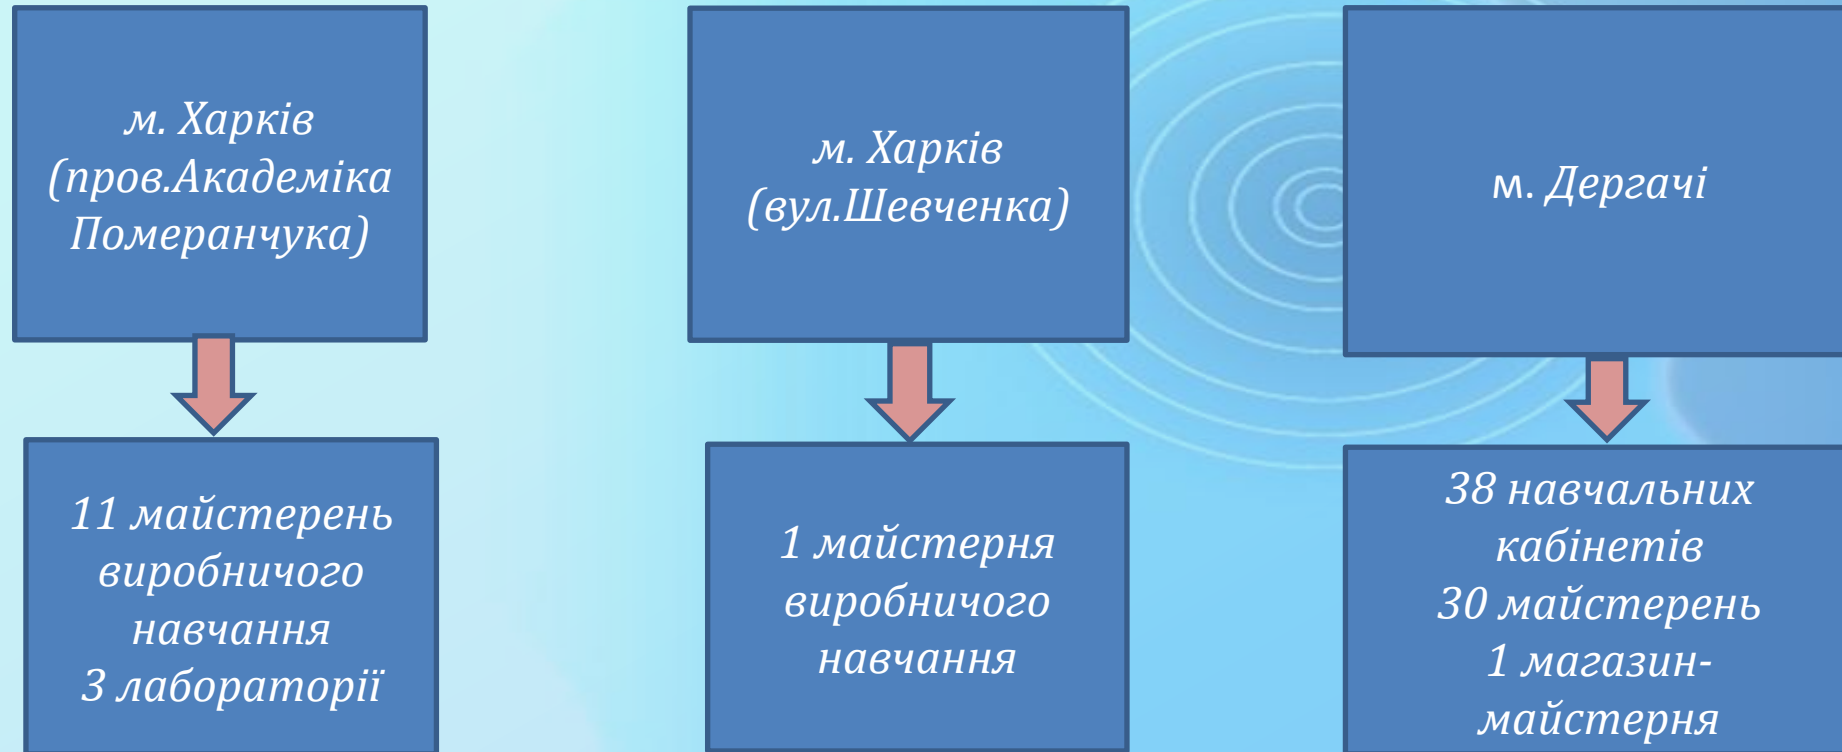 м. Харків
(пров.Академіка
Померанчука)
м. Харків
(вул.Шевченка)
м. Дергачі
11 майстерень
виробничого
навчання
3 лабораторії
1 майстерня
виробничого
навчання
38 навчальних
кабінетів
30 майстерень
1 магазин-
майстерня